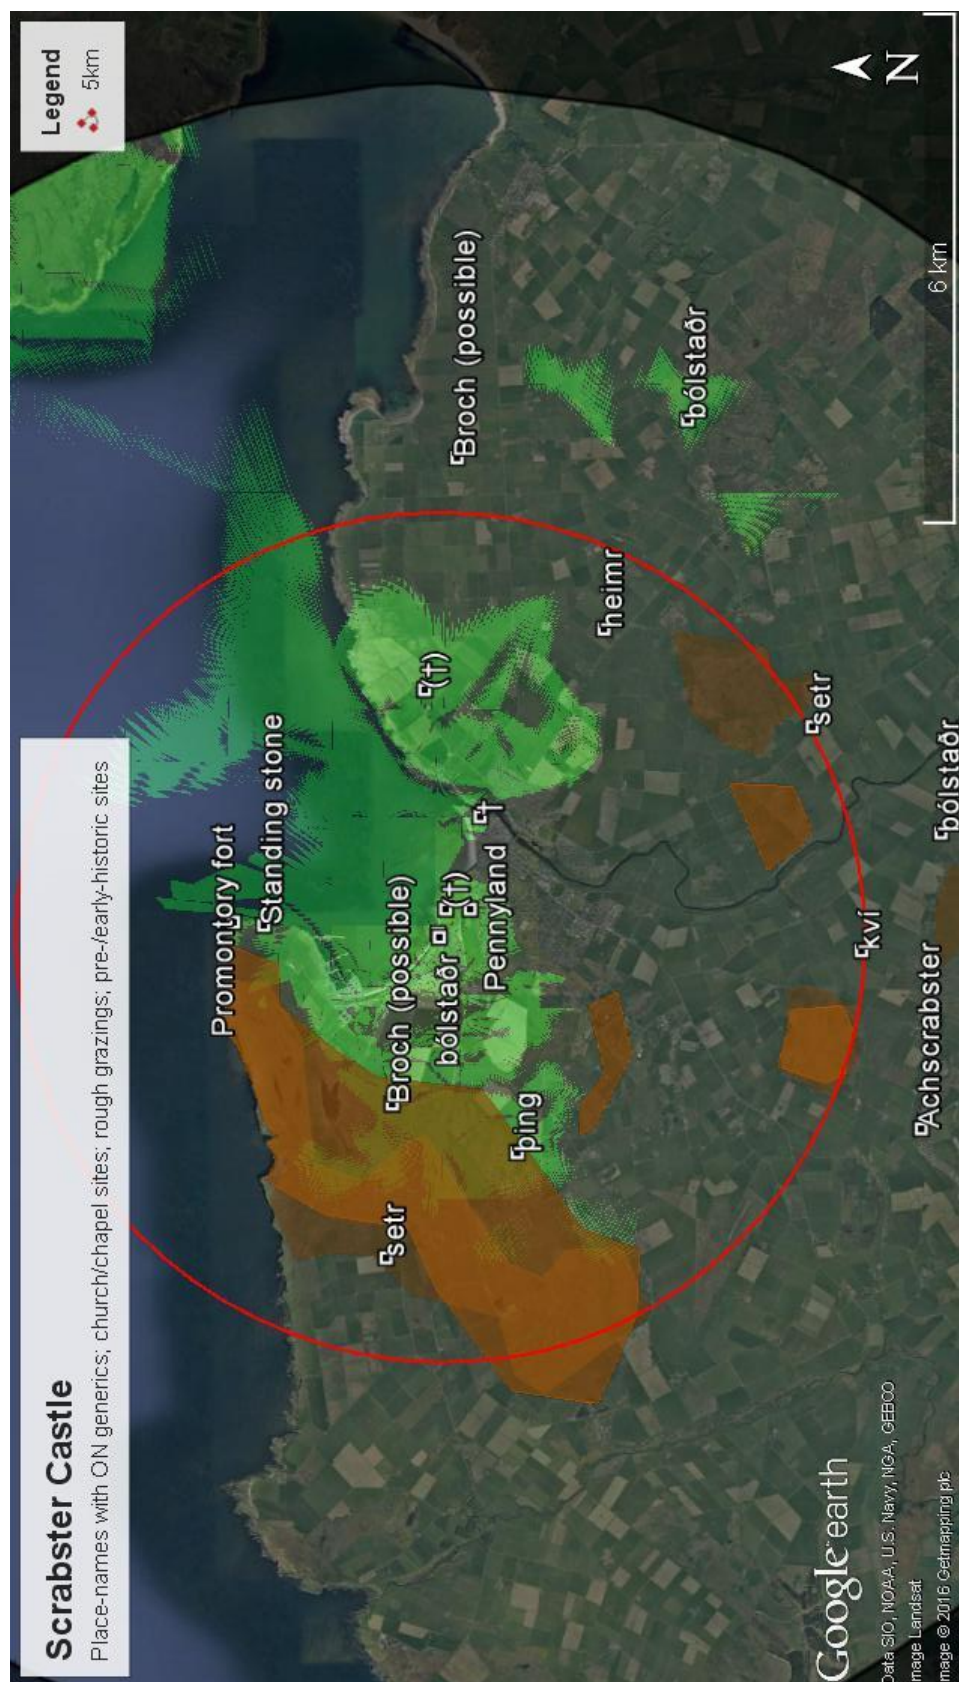 Scrabster Castle
Place-names with ON generics; church/chapel sites; rough grazings; pre-/early-historic sites
Legend
5km
Promontory fort
Standing stone
Broch (possible)
setr
bólstaðr
(†)
(†)
†
Pennyland
þing
Broch (possible)
heimr
bólstaðr
setr
kví
Achscrabster
bólstaðr
N
6 km
Google earth
Data SIO, NOAA, U.S. Navy, NGA, GEBCO
mage Landsat
mage © 2016 Getmapping plc